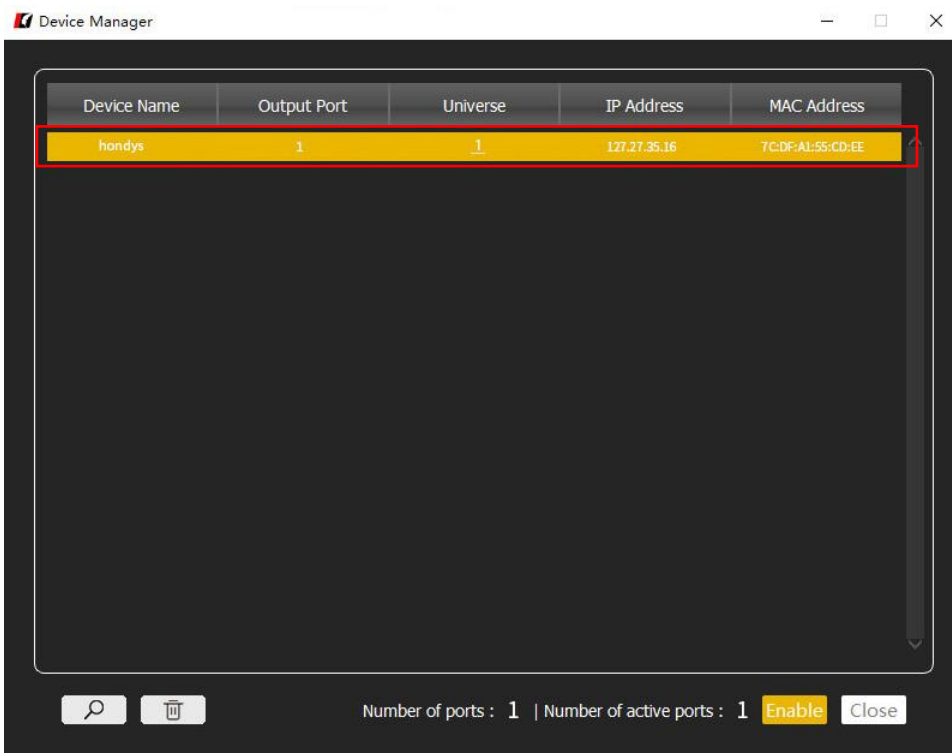 Device Manager
Device Name Output Port Universe IP Address MAC Address
hondys 1 1 127.27.35.16 7C:DF:A1:55:CD:EE
Number of ports : 1 | Number of active ports : 1 Enable Close